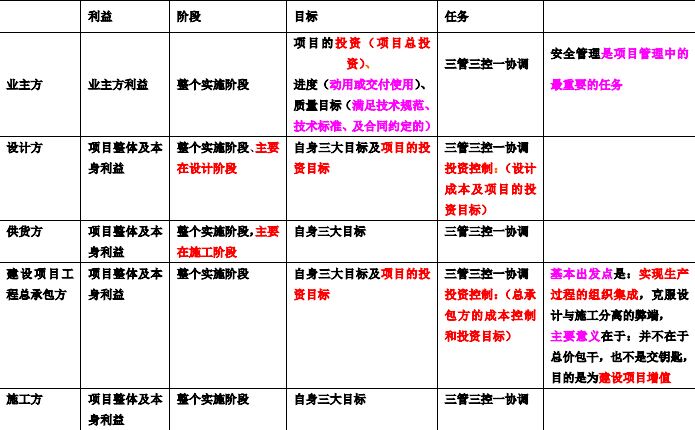 利益 阶段 目标 任务
业主方 业主方利益 整个实施阶段
项目的投资（项目总投
资）、
进度（动用或交付使用）、
质量目标（满足技术规范、
技术标准、及合同约定的）
三管三控一协调
安全管理是项目管理中的
最重要的任务
设计方
项目整体及本
身利益
整个实施阶段、主要
在设计阶段
自身三大目标及项目的投
资目标
三管三控一协调
投资控制：（设计
成本及项目的投
资目标）
供货方
项目整体及本
身利益
整个实施阶段，主要
在施工阶段
自身三大目标
三管三控一协调
建设项目工
程总承包方
项目整体及本
身利益
整个实施阶段
自身三大目标及项目的投
资目标
三管三控一协调
投资控制：（总承
包方的成本控制
和投资目标）
基本出发点是：实现生产
过程的组织集成，克服设
计与施工分离的弊端，
主要意义在于：并不在于
总价包干，也不是交钥匙，
目的是为建设项目增值
施工方
项目整体及本
身利益
整个实施阶段
自身三大目标
三管三控一协调